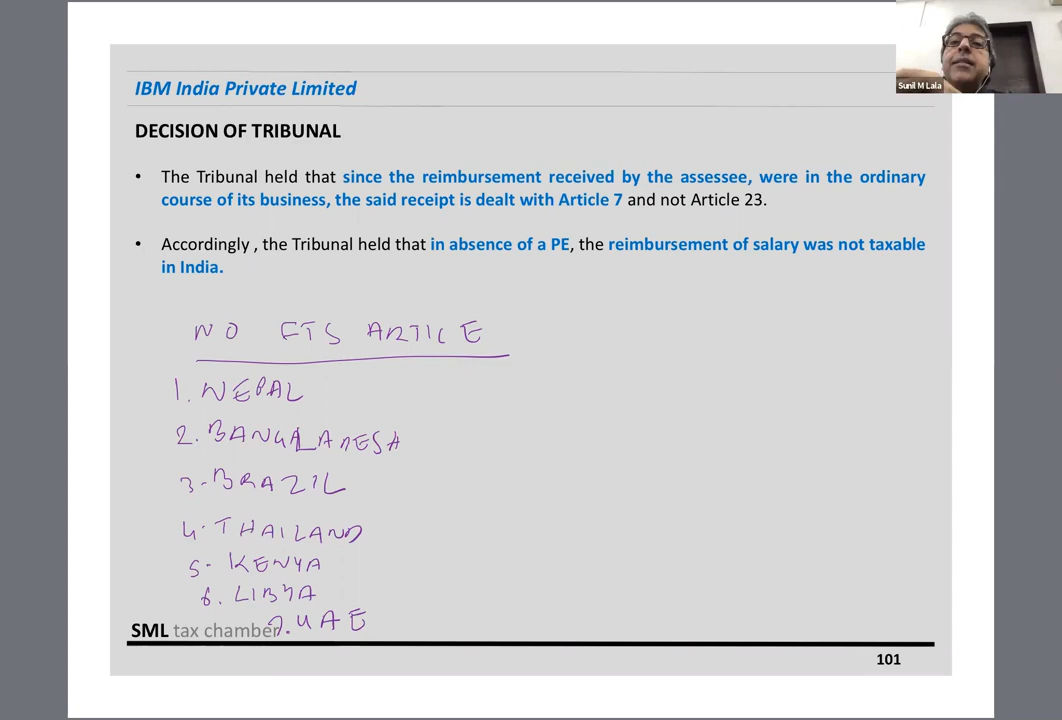 Sunil M Lala
IBM India Private Limited
DECISION OF TRIBUNAL
• The Tribunal held that since the reimbursement received by the assessee, were in the ordinary
course of its business, the said receipt is dealt with Article 7 and not Article 23.
• Accordingly , the Tribunal held that in absence of a PE, the reimbursement of salary was not taxable
in India.
NO FTS ARTICE
1. NEPAL
2. BANGALADESH
3- BRAZIL
4. THAILAND
5- KENYA
6. LIBYA
7. UAE
SML tax chamber
101